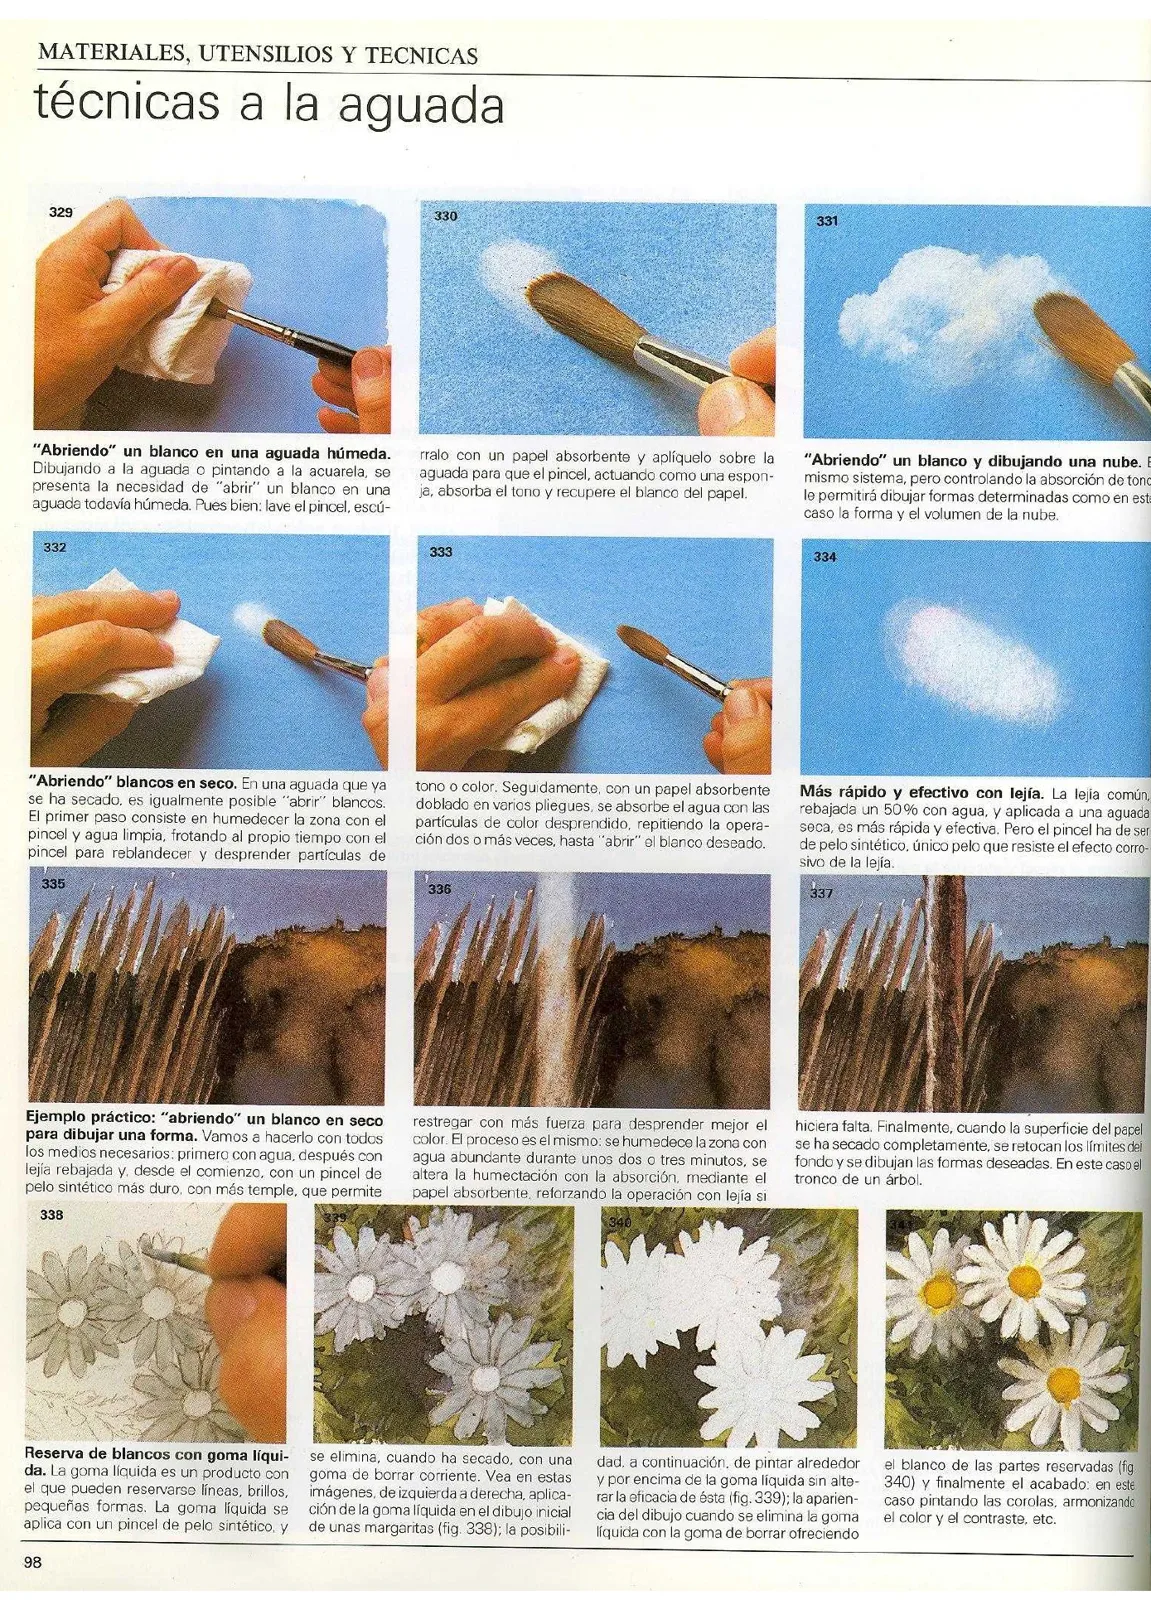 MATERIALES, UTENSILIOS Y TECNICAS
técnicas a la aguada
329
330
331
"Abriendo" un blanco en una aguada húmeda.
Dibujando a la aguada o pintando a la acuarela, se
presenta la necesidad de "abrir" un blanco en una
aguada todavía húmeda. Pues bien: lave el pincel, escú-
rralo con un papel absorbente y aplíquelo sobre la
aguada para que el pincel, actuando como una espon-
ja, absorba el tono y recupere el blanco del papel.
"Abriendo" un blanco y dibujando una nube.
mismo sistema, pero controlando la absorción de tono
le permitirá dibujar formas determinadas como en est
caso la forma y el volumen de la nube.
332
333
334
"Abriendo" blancos en seco. En una aguada que ya
se ha secado, es igualmente posible "abrir" blancos.
El primer paso consiste en humedecer la zona con el
pincel y agua limpia, frotando al propio tiempo con el
pincel para reblandecer y desprender partículas de
tono o color. Seguidamente, con un papel absorbente
doblado en varios pliegues, se absorbe el agua con las
partículas de color desprendido, repitiendo la opera-
ción dos o más veces, hasta "abrir" el blanco deseado.
Más rápido y efectivo con lejía. La lejía común,
rebajada un 50% con agua, y aplicada a una aguada
seca, es más rápida y efectiva. Pero el pincel ha de ser
de pelo sintético, único pelo que resiste el efecto corro-
sivo de la lejía.
335
336
337
Ejemplo práctico: "abriendo" un blanco en seco
para dibujar una forma. Vamos a hacerlo con todos
los medios necesarios: primero con agua, después con
lejía rebajada y, desde el comienzo, con un pincel de
pelo sintético más duro, con más temple, que permite
restregar con más fuerza para desprender mejor el
color. El proceso es el mismo: se humedece la zona con
agua abundante durante unos dos o tres minutos, se
altera la humectación con la absorción, mediante el
papel absorbente, reforzando la operación con lejía si
hiciera falta. Finalmente, cuando la superficie del papel
se ha secado completamente, se retocan los límites del
fondo y se dibujan las formas deseadas. En este caso el
tronco de un árbol.
338
339
340
341
Reserva de blancos con goma líqui-
da. La goma líquida es un producto con
el que pueden reservarse líneas, brillos,
pequeñas formas. La goma líquida se
aplica con un pincel de pelo sintético, y
se elimina, cuando ha secado, con una
goma de borrar corriente. Vea en estas
imágenes, de izquierda a derecha, aplica-
ción de la goma líquida en el dibujo inicial
de unas margaritas (fig. 338); la posibili-
dad, a continuación, de pintar alrededor
y por encima de la goma líquida sin alte-
rar la eficacia de ésta (fig. 339); la aparien-
cia del dibujo cuando se elimina la goma
líquida con la goma de borrar ofreciendo
el blanco de las partes reservadas (fig
340) y finalmente el acabado: en este
caso pintando las corolas, armonizando
el color y el contraste, etc.
98